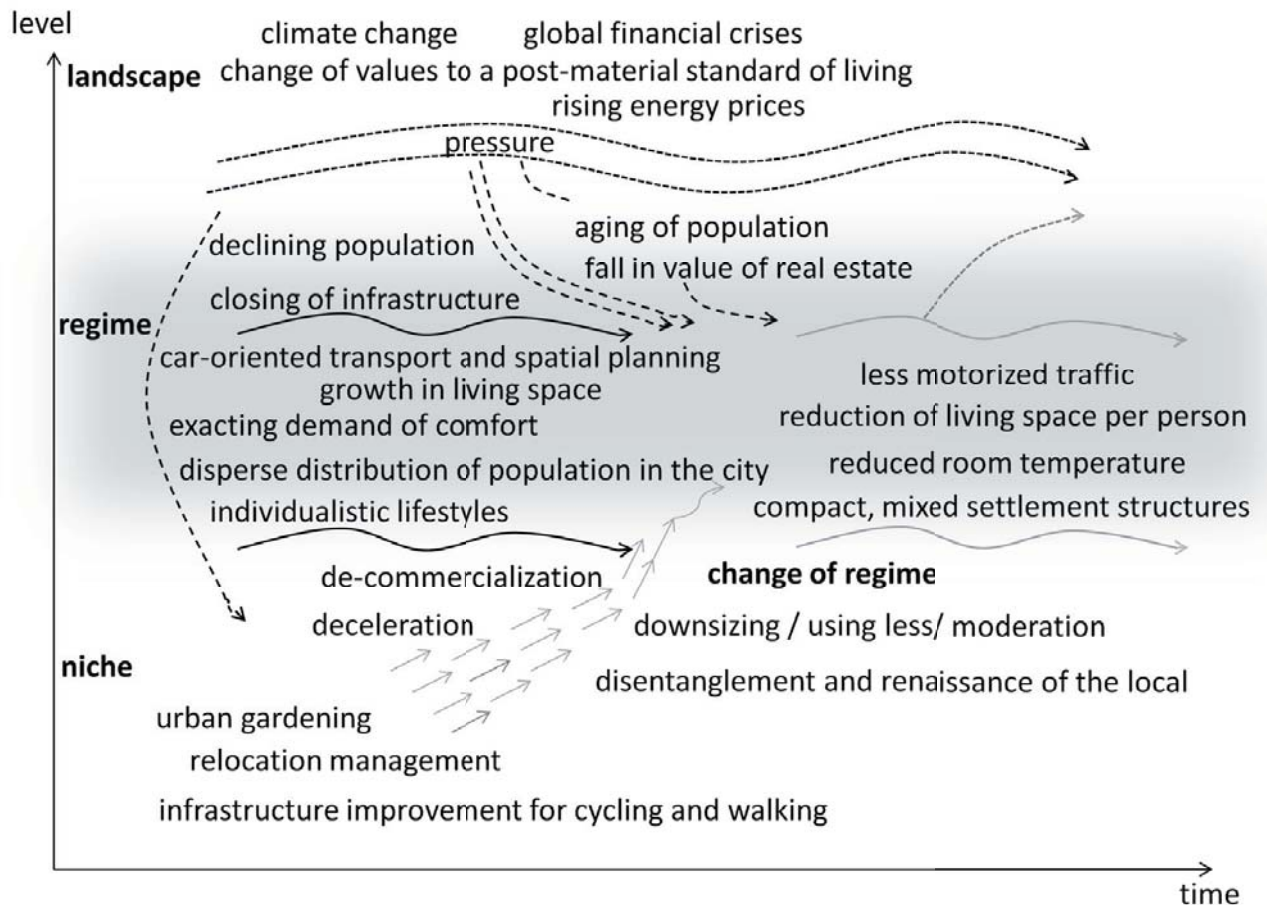 level
climate change
global financial crises
landscape
change of values to a post-material standard of living
rising energy prices
pressure
aging of population
declining population
fall in value of real estate
closing of infrastructure
regime
car-oriented transport and spatial planning
growth in living space
less motorized traffic
exacting demand of comfort
reduction of living space per person
disperse distribution of population in the city
reduced room temperature
individualistic lifestyles
compact, mixed settlement structures
de-commercialization
change of regime
deceleration
downsizing / using less/ moderation
niche
disentanglement and renaissance of the local
urban gardening
relocation management
infrastructure improvement for cycling and walking
time